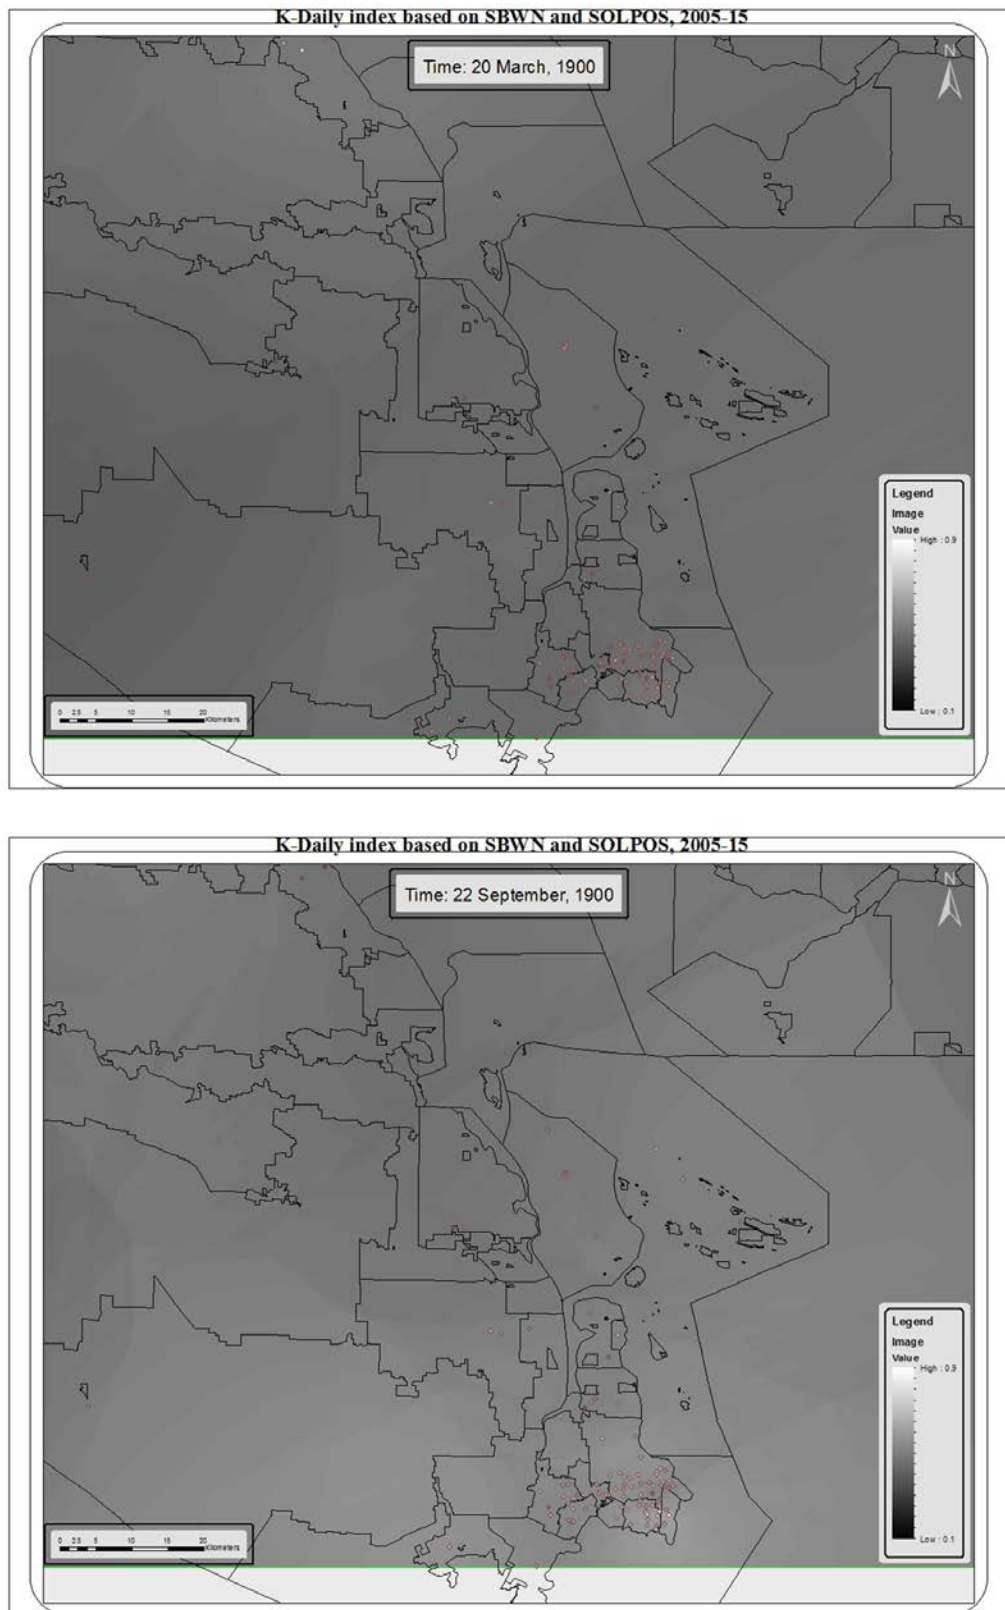 K-Daily index based on SBWN and SOLPOS, 2005-15
Time: 20 March, 1900
N
Legend
Image
Value
High : 0.9
Low : 0.1
0 2.5 5 10 15 20
Kilometers
K-Daily index based on SBWN and SOLPOS, 2005-15
Time: 22 September, 1900
N
Legend
Image
Value
High : 0.9
Low : 0.1
0 2.5 5 10 15 20
Kilometers